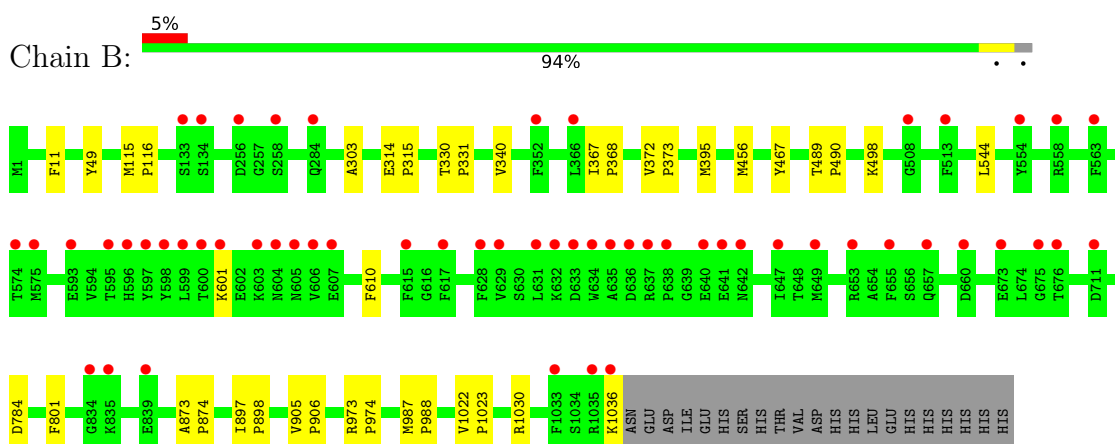 5%
Chain B:
94%
• •
M1 F11 Y49 M115 P116 S133 S134 D256 G257 S258 Q284 A303 E314 P315 T330 P331 V340 F352 L366 I367 P368 V372 P373 M395 M456 Y467 T489 P490 K498 G508 F513 L544 Y554 R558 F563
T574 M575 E593 V594 T595 H596 Y597 Y598 L599 T600 K601 E602 K603 N604 N605 V606 E607 F610 F615 G616 F617 F628 V629 S630 L631 K632 D633 W634 A635 D636 R637 P638 G639 E640 E641 N642 I647 T648 M649 R653 A654 F655 S656 Q657 D660 E673 L674 G675 T676 D711
D784 F801 G834 K835 E839 A873 P874 I897 P898 V905 P906 R973 P974 M987 P988 V1022 P1023 R1030 F1033 S1034 R1035 K1036 ASN GLU ASP ILE GLU HIS SER HIS THR VAL ASP HIS HIS LEU GLU HIS HIS HIS HIS HIS HIS